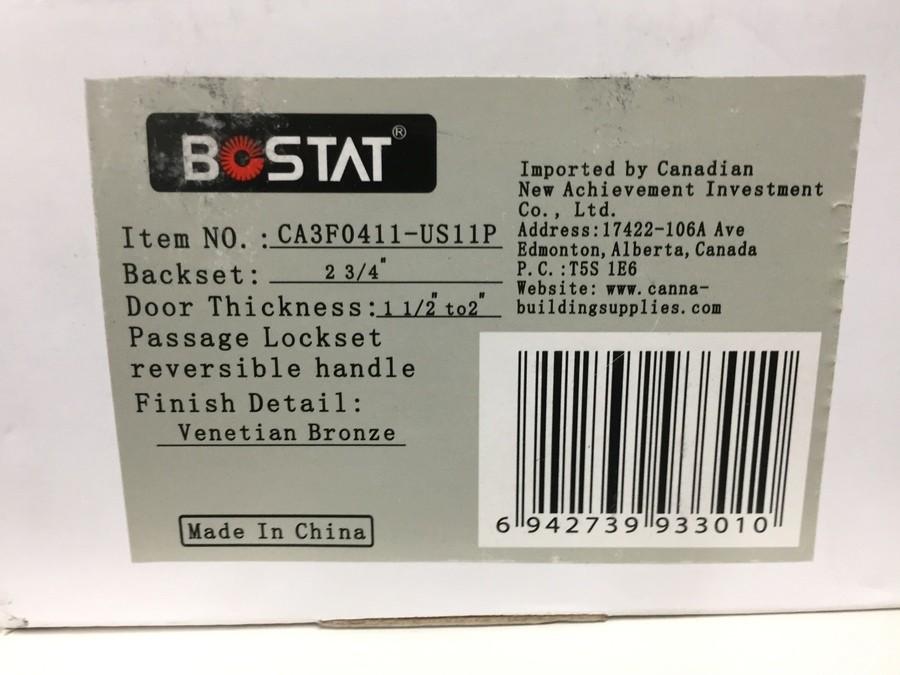 BOSTAT®
Item NO.: CA3F0411-US11P
Backset: 2 3/4"
Door Thickness: 1 1/2" to2"
Passage Lockset
reversible handle
Finish Detail:
Venetian Bronze
Made In China
Imported by Canadian
New Achievement Investment
Co., Ltd.
Address:17422-106A Ave
Edmonton, Alberta, Canada
P.C.:T5S 1E6
Website: www.canna-
buildingsupplies.com
6 942739 933010